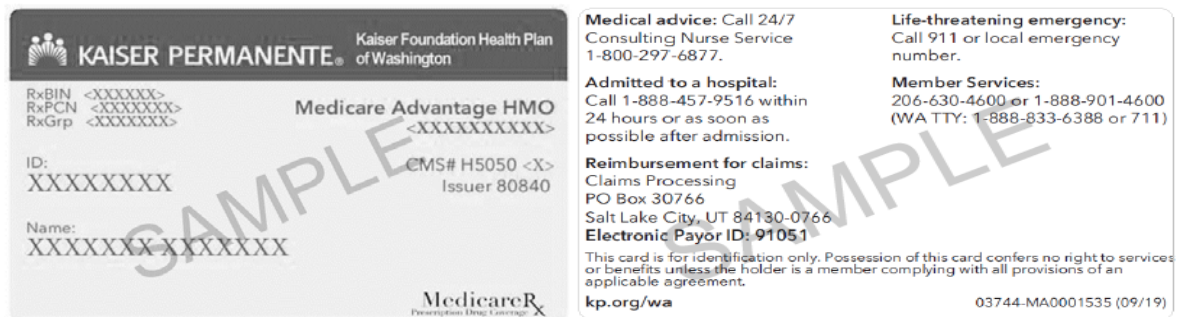 KAISER PERMANENTE®
Kaiser Foundation Health Plan
of Washington
RxBIN <XXXXXX>
RxPCN <XXXXXXX>
RxGrp <XXXXXXX>
Medicare Advantage HMO
<XXXXXXXXXX>
ID:
XXXXXXXX
CMS# H5050 <X>
Issuer 80840
Name:
XXXXXXX XXXXXXX
SAMPLE
MedicareRx
Prescription Drug Coverage
Medical advice: Call 24/7
Consulting Nurse Service
1-800-297-6877.
Admitted to a hospital:
Call 1-888-457-9516 within
24 hours or as soon as
possible after admission.
Reimbursement for claims:
Claims Processing
PO Box 30766
Salt Lake City, UT 84130-0766
Electronic Payor ID: 91051
Life-threatening emergency:
Call 911 or local emergency
number.
Member Services:
206-630-4600 or 1-888-901-4600
(WA TTY: 1-888-833-6388 or 711)
SAMPLE
This card is for identification only. Possession of this card confers no right to services
or benefits unless the holder is a member complying with all provisions of an
applicable agreement.
kp.org/wa
03744-MA0001535 (09/19)